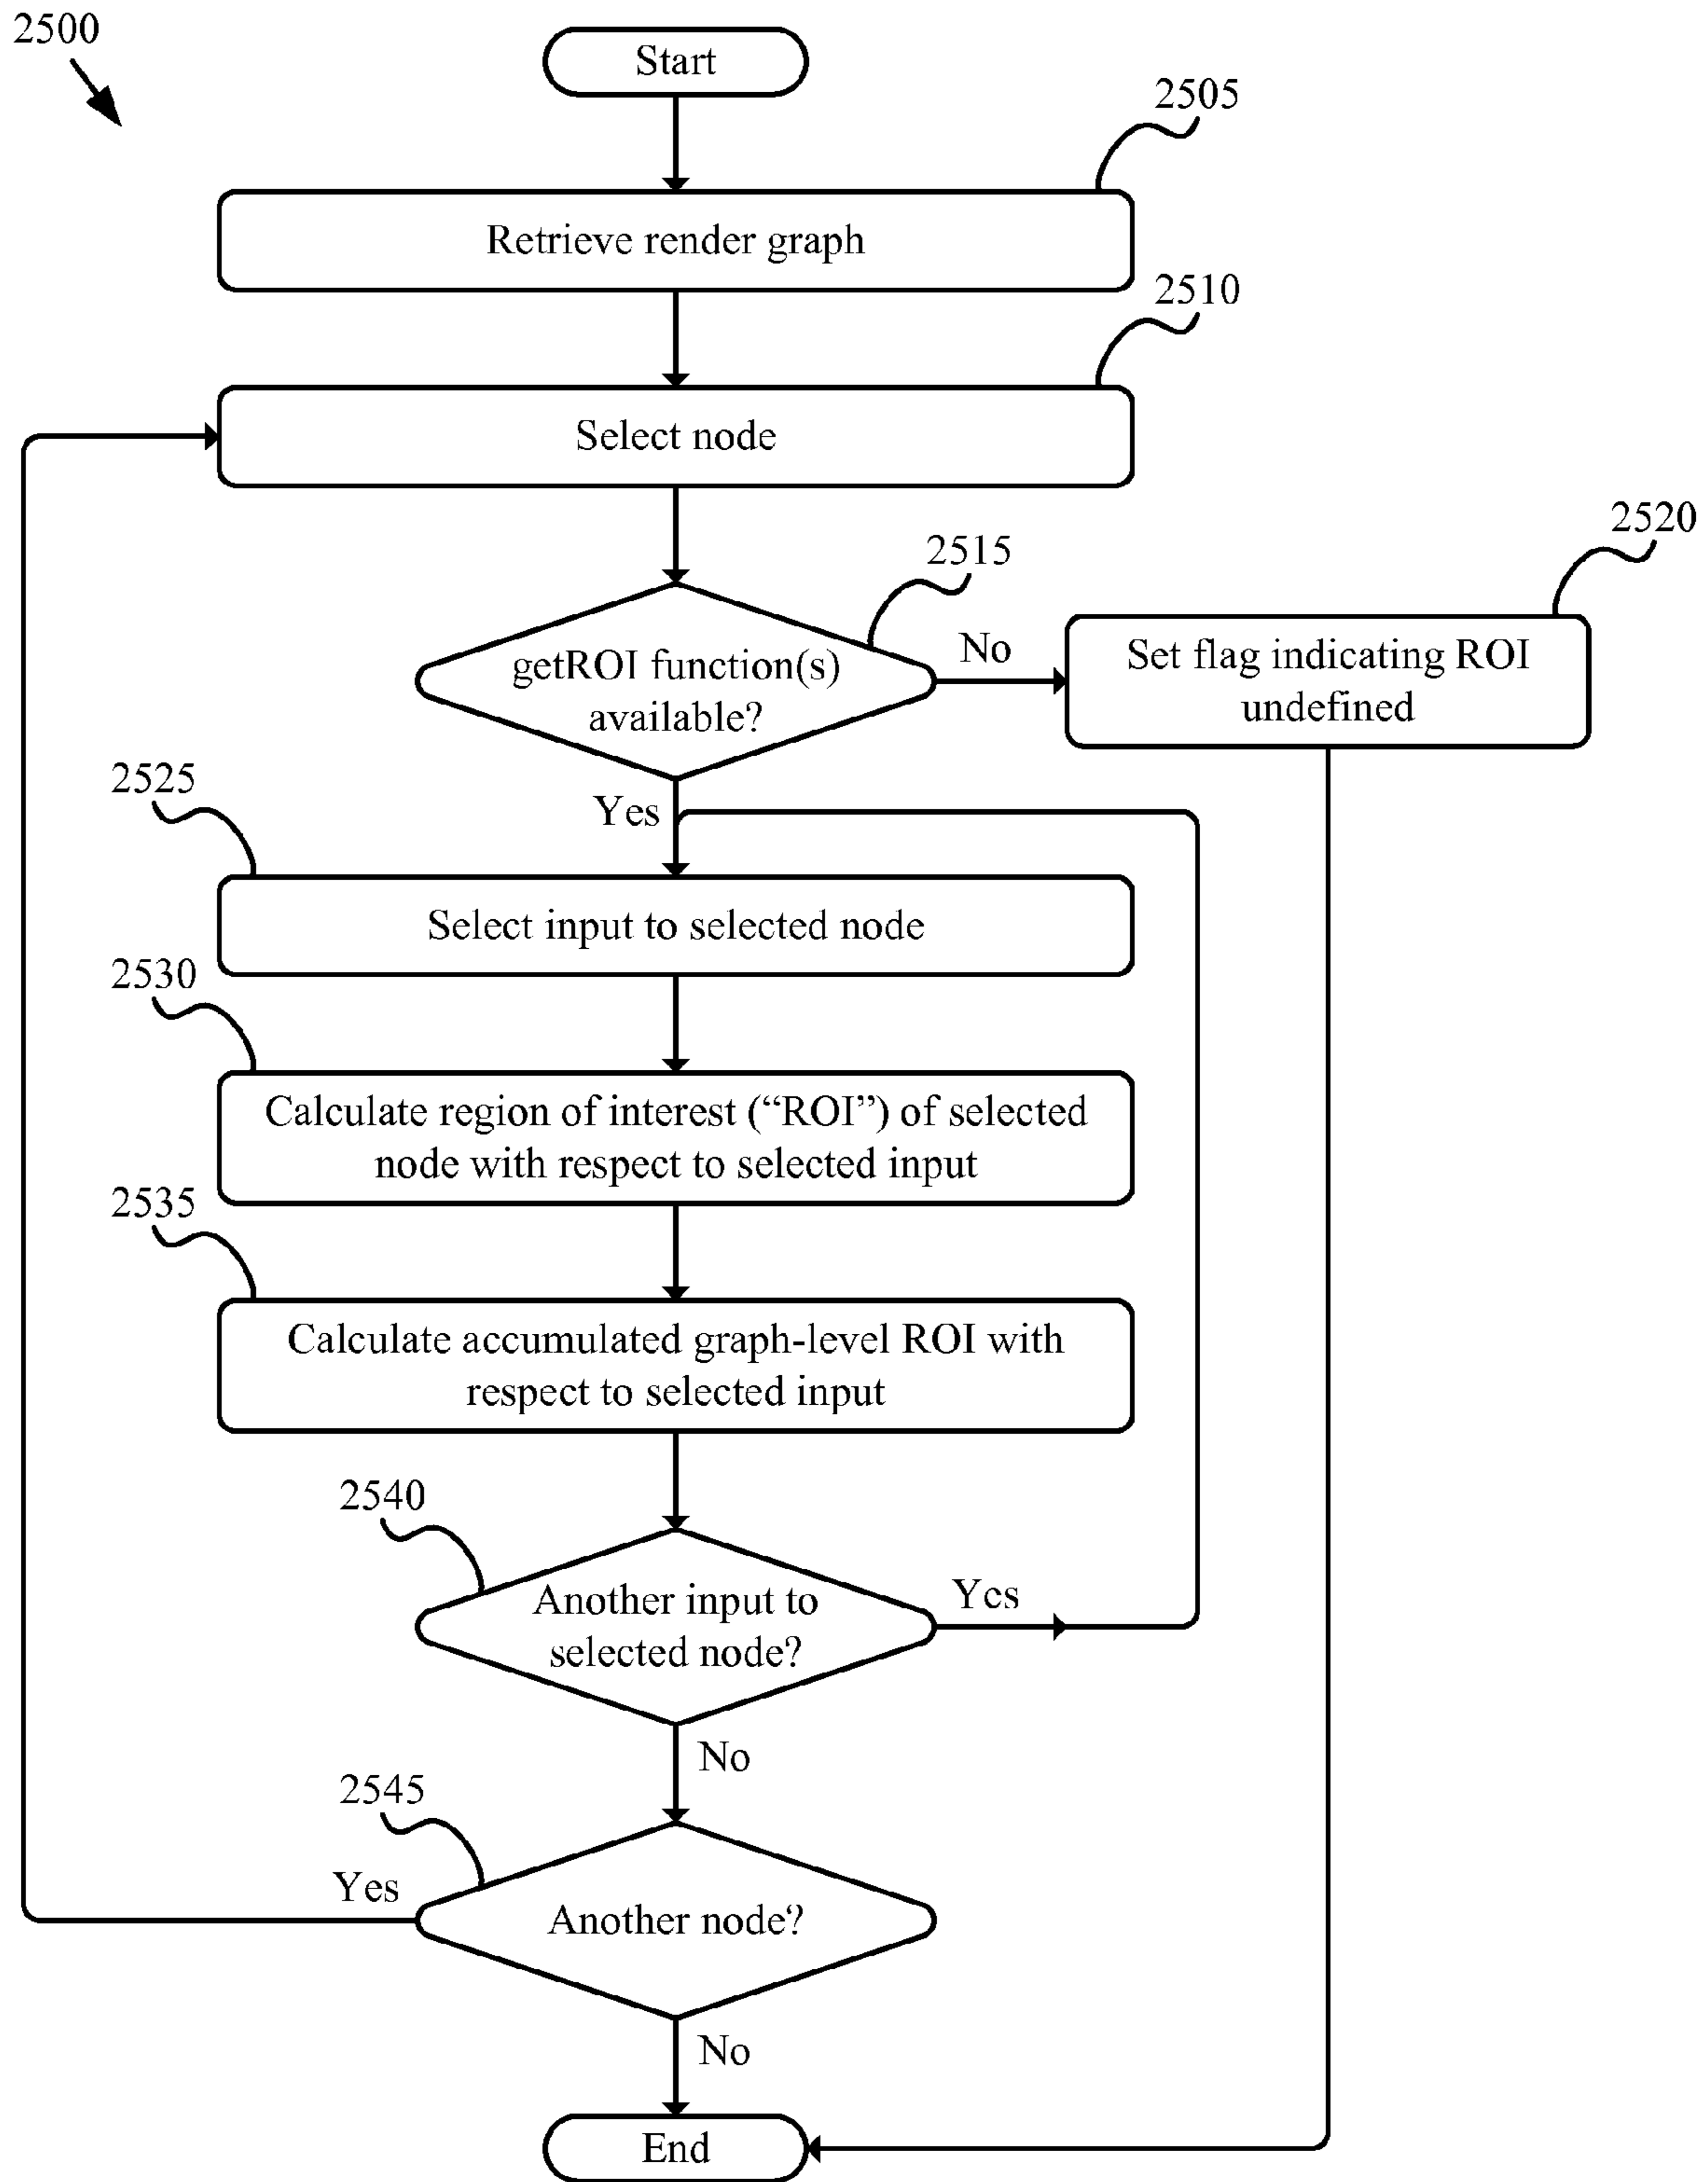 2500
Start
2505
Retrieve render graph
2510
Select node
2515
2520
getROI function(s)
available?
No
Set flag indicating ROI
undefined
Yes
2525
Select input to selected node
2530
Calculate region of interest (“ROI”) of selected
node with respect to selected input
2535
Calculate accumulated graph-level ROI with
respect to selected input
2540
Another input to
selected node?
Yes
No
2545
Yes
Another node?
No
End